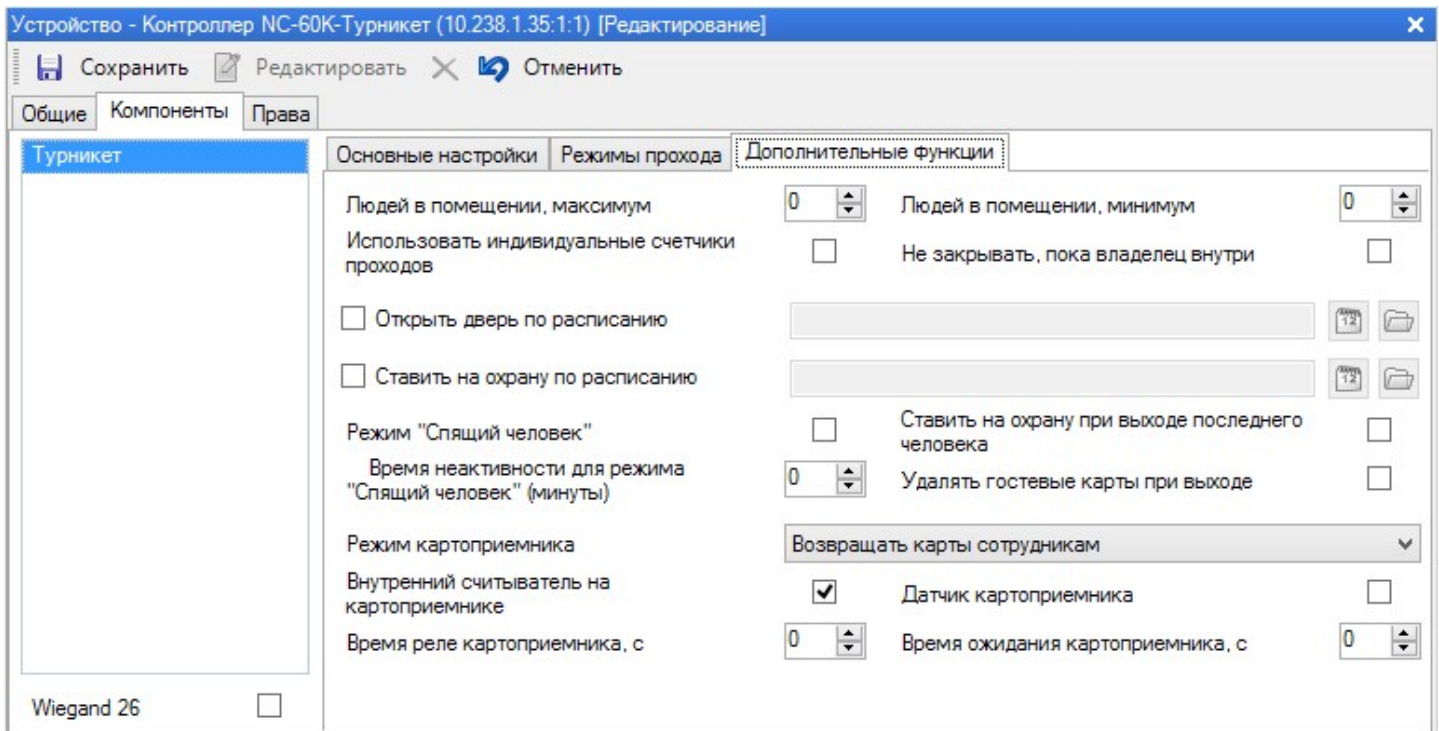 Устройство - Контроллер NC-60K-Турникет (10.238.1.35:1:1) [Редактирование]
Сохранить Редактировать Отменить
Общие Компоненты Права
Турникет
Основные настройки Режимы прохода Дополнительные функции
Людей в помещении, максимум 0 Людей в помещении, минимум 0
Использовать индивидуальные счетчики
проходов
Не закрывать, пока владелец внутри
Открыть дверь по расписанию
12
Ставить на охрану по расписанию
12
Режим "Спящий человек"
Ставить на охрану при выходе последнего
человека
Время неактивности для режима
"Спящий человек" (минуты)
0
Удалять гостевые карты при выходе
Режим картоприемника Возвращать карты сотрудникам
Внутренний считыватель на
картоприемнике
Датчик картоприемника
Время реле картоприемника, с 0 Время ожидания картоприемника, с 0
Wiegand 26